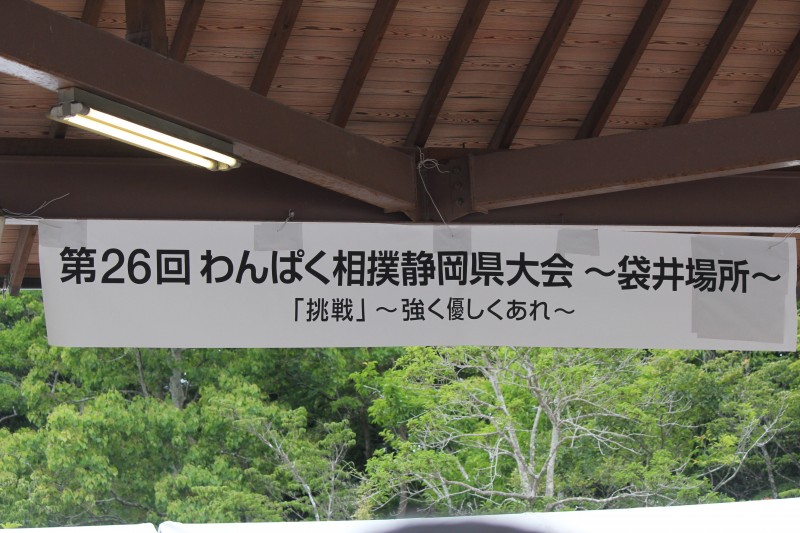 第26回 わんぱく相撲静岡県大会 ～袋井場所～
「挑戦」～強く優しくあれ～